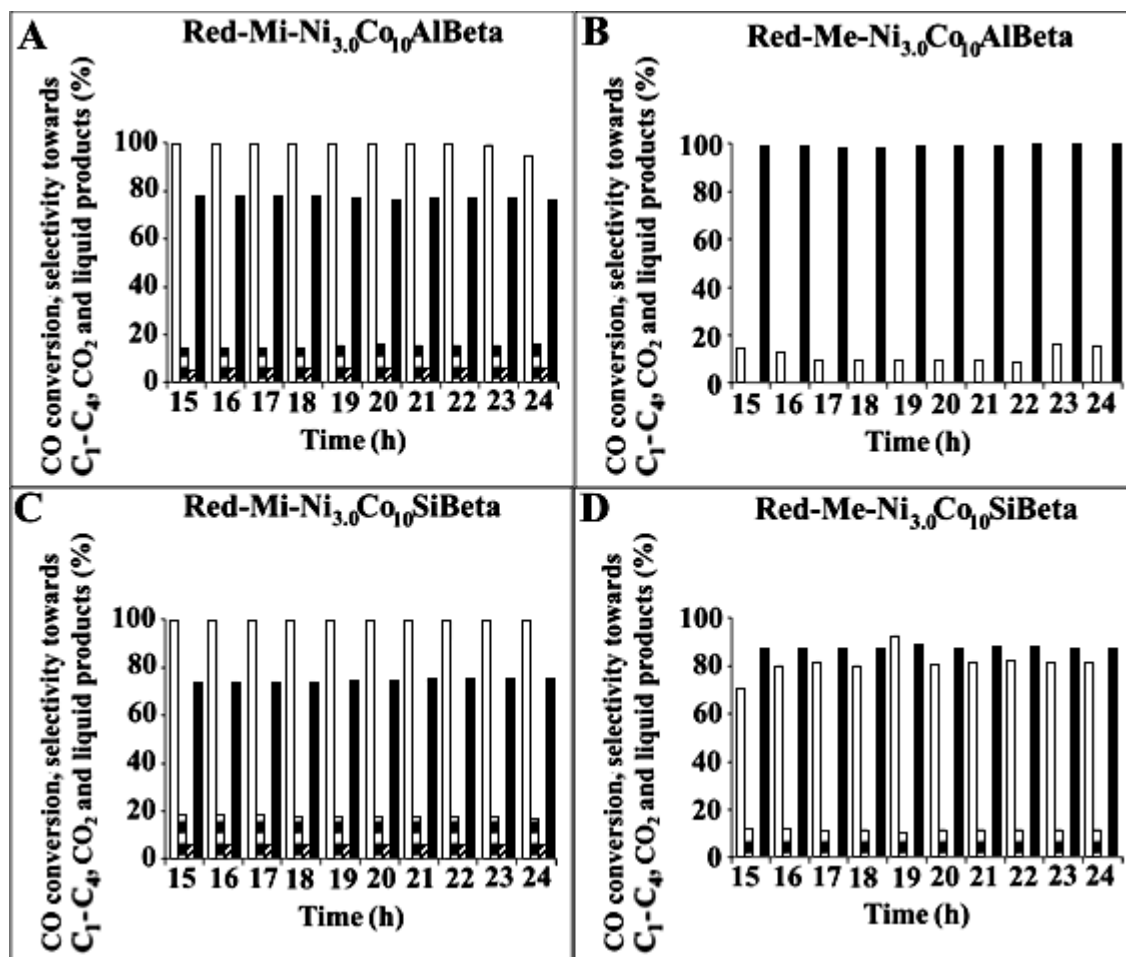 A
Red-Mi-Ni3.0Co10AlBeta
CO conversion, selectivity towards
C1-C4, CO2 and liquid products (%)
100
80
60
40
20
0
15 16 17 18 19 20 21 22 23 24
Time (h)
B
Red-Me-Ni3.0Co10AlBeta
CO conversion, selectivity towards
C1-C4, CO2 and liquid products (%)
100
80
60
40
20
0
15 16 17 18 19 20 21 22 23 24
Time (h)
C
Red-Mi-Ni3.0Co10SiBeta
CO conversion, selectivity towards
C1-C4, CO2 and liquid products (%)
100
80
60
40
20
0
15 16 17 18 19 20 21 22 23 24
Time (h)
D
Red-Me-Ni3.0Co10SiBeta
CO conversion, selectivity towards
C1-C4, CO2 and liquid products (%)
100
80
60
40
20
0
15 16 17 18 19 20 21 22 23 24
Time (h)